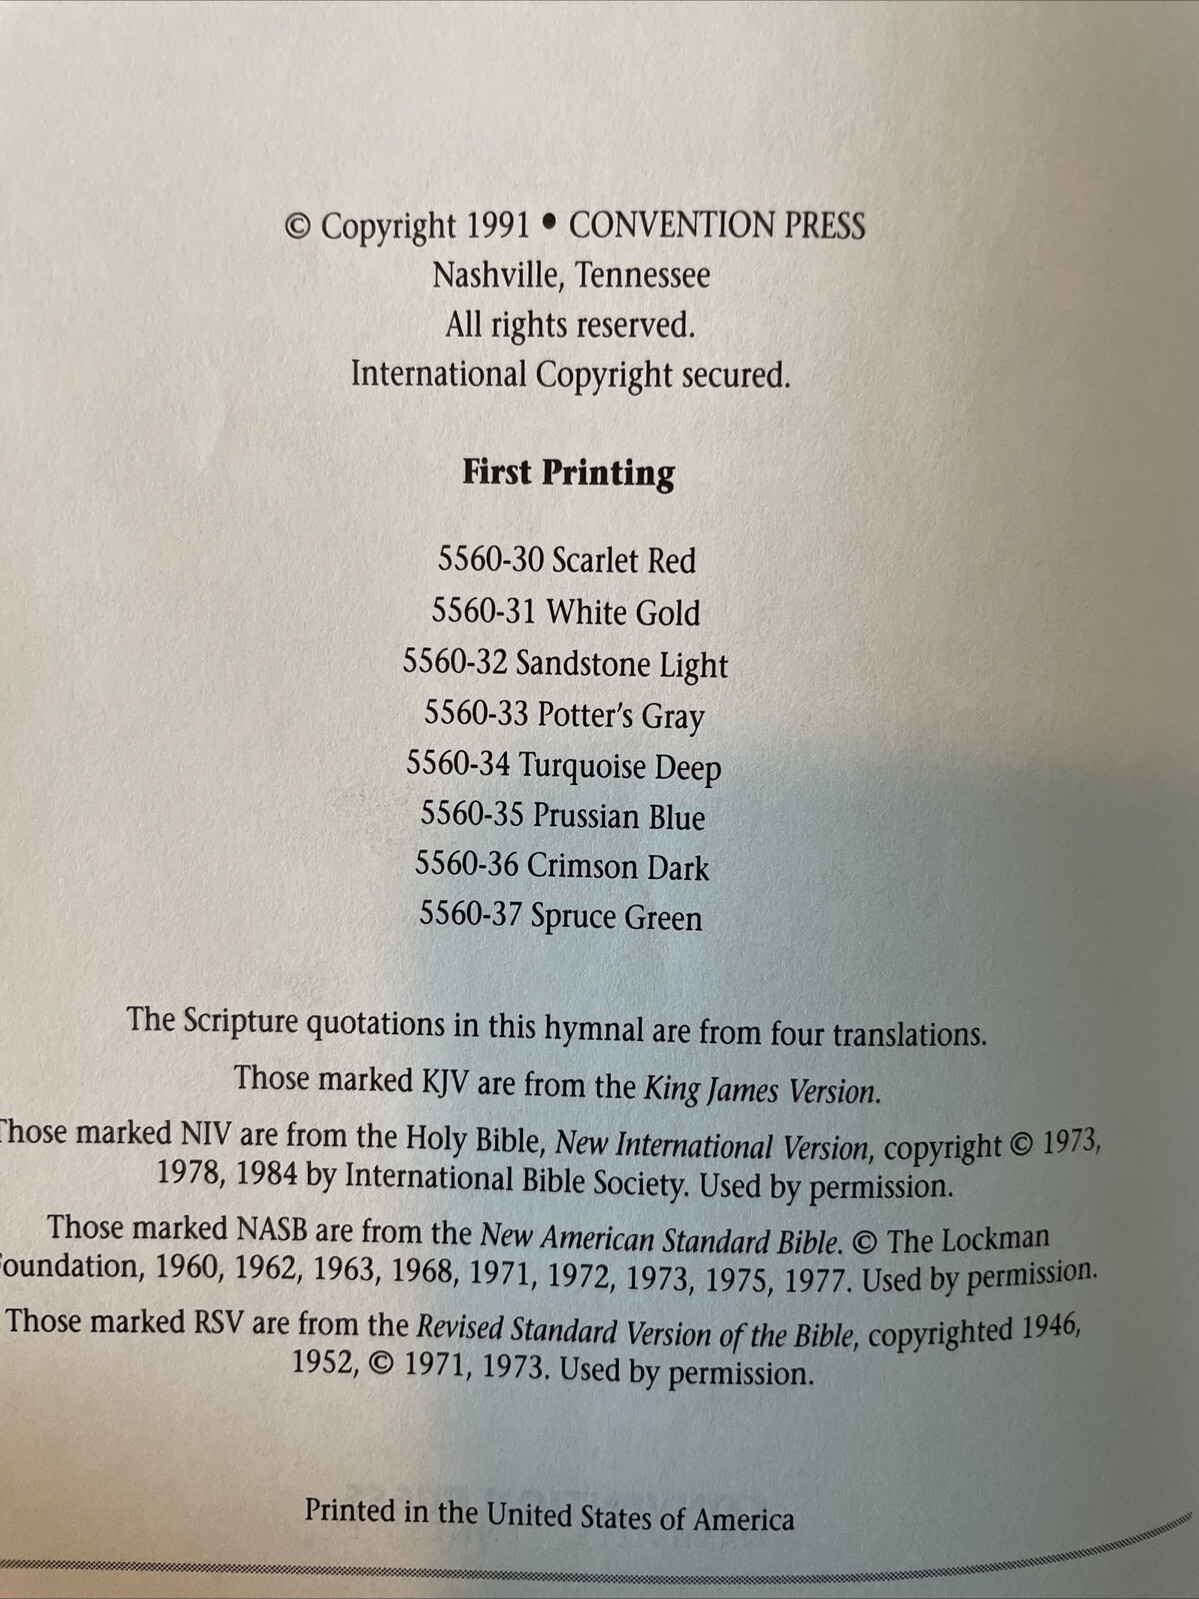 © Copyright 1991 • CONVENTION PRESS
Nashville, Tennessee
All rights reserved.
International Copyright secured.
First Printing
5560-30 Scarlet Red
5560-31 White Gold
5560-32 Sandstone Light
5560-33 Potter's Gray
5560-34 Turquoise Deep
5560-35 Prussian Blue
5560-36 Crimson Dark
5560-37 Spruce Green
The Scripture quotations in this hymnal are from four translations.
Those marked KJV are from the King James Version.
Those marked NIV are from the Holy Bible, New International Version, copyright © 1973,
1978, 1984 by International Bible Society. Used by permission.
Those marked NASB are from the New American Standard Bible. © The Lockman
Foundation, 1960, 1962, 1963, 1968, 1971, 1972, 1973, 1975, 1977. Used by permission.
Those marked RSV are from the Revised Standard Version of the Bible, copyrighted 1946,
1952, © 1971, 1973. Used by permission.
Printed in the United States of America